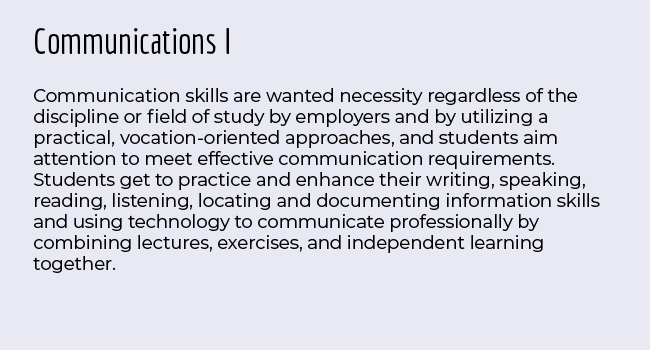 Communications I
Communication skills are wanted necessity regardless of the
discipline or field of study by employers and by utilizing a
practical, vocation-oriented approaches, and students aim
attention to meet effective communication requirements.
Students get to practice and enhance their writing, speaking,
reading, listening, locating and documenting information skills
and using technology to communicate professionally by
combining lectures, exercises, and independent learning
together.